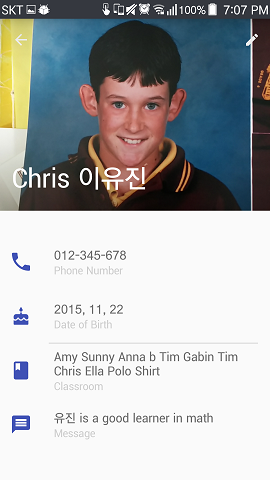 SKT 100% 7:07 PM
Chris 이유진
012-345-678
Phone Number
2015, 11, 22
Date of Birth
Amy Sunny Anna b Tim Gabin Tim
Chris Ella Polo Shirt
Classroom
유진 is a good learner in math
Message